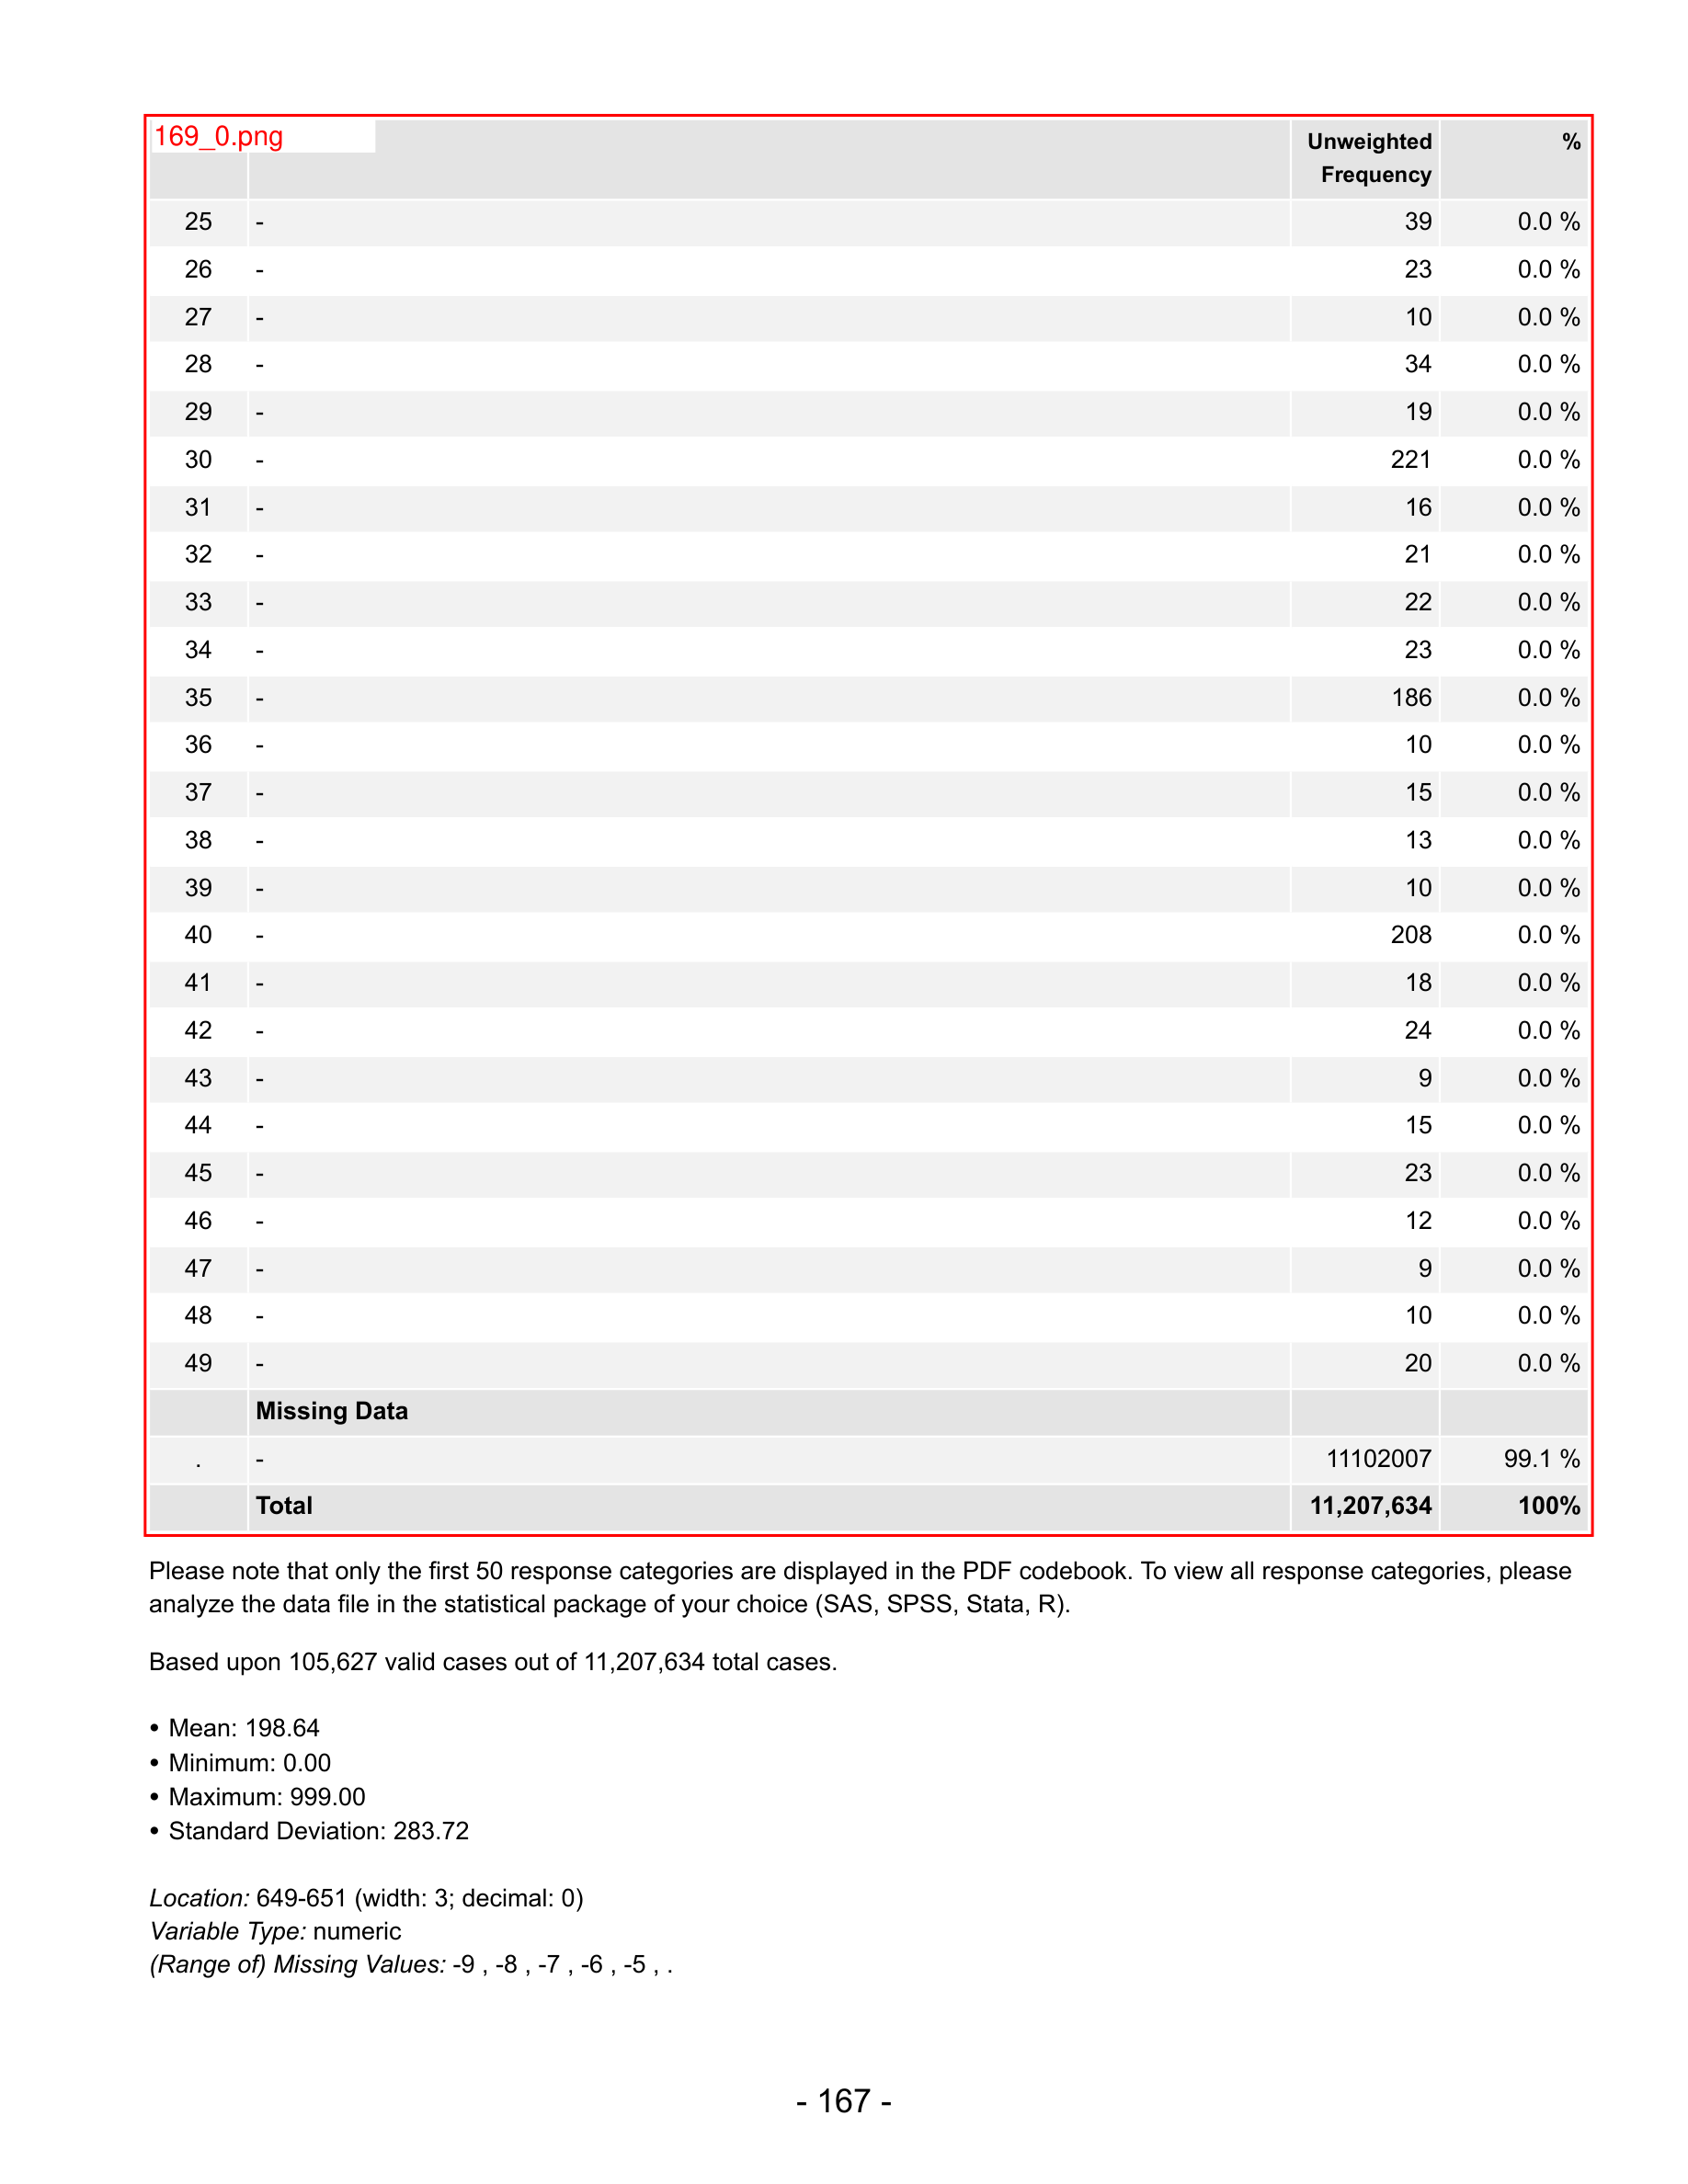 169_0.png
Unweighted Frequency %
25 - 39 0.0 %
26 - 23 0.0 %
27 - 10 0.0 %
28 - 34 0.0 %
29 - 19 0.0 %
30 - 221 0.0 %
31 - 16 0.0 %
32 - 21 0.0 %
33 - 22 0.0 %
34 - 23 0.0 %
35 - 186 0.0 %
36 - 10 0.0 %
37 - 15 0.0 %
38 - 13 0.0 %
39 - 10 0.0 %
40 - 208 0.0 %
41 - 18 0.0 %
42 - 24 0.0 %
43 - 9 0.0 %
44 - 15 0.0 %
45 - 23 0.0 %
46 - 12 0.0 %
47 - 9 0.0 %
48 - 10 0.0 %
49 - 20 0.0 %
Missing Data
. - 11102007 99.1 %
Total 11,207,634 100%
Please note that only the first 50 response categories are displayed in the PDF codebook. To view all response categories, please
analyze the data file in the statistical package of your choice (SAS, SPSS, Stata, R).
Based upon 105,627 valid cases out of 11,207,634 total cases.
• Mean: 198.64
• Minimum: 0.00
• Maximum: 999.00
• Standard Deviation: 283.72
Location: 649-651 (width: 3; decimal: 0)
Variable Type: numeric
(Range of) Missing Values: -9 , -8 , -7 , -6 , -5 , .
- 167 -